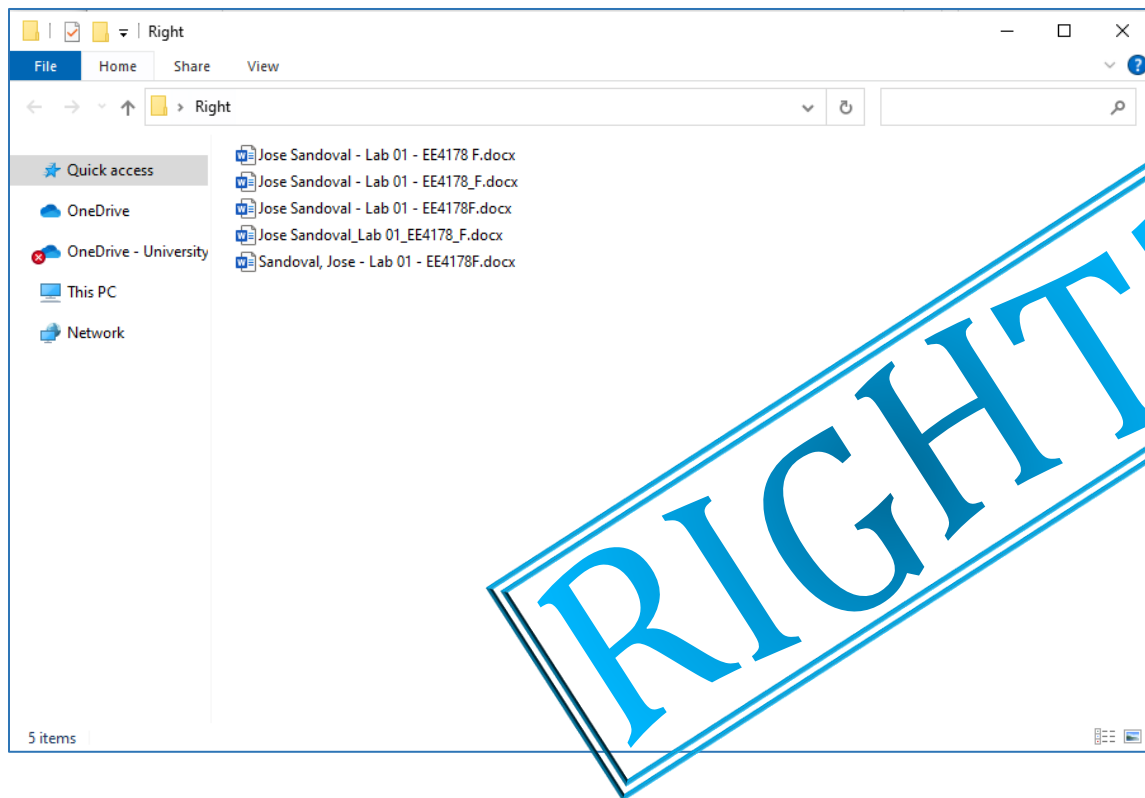 Right
File Home Share View
?
Right
Quick access
OneDrive
OneDrive - University
This PC
Network
Jose Sandoval - Lab 01 - EE4178 F.docx
Jose Sandoval - Lab 01 - EE4178_F.docx
Jose Sandoval - Lab 01 - EE4178F.docx
Jose Sandoval_Lab 01_EE4178_F.docx
Sandoval, Jose - Lab 01 - EE4178F.docx
RIGHT
5 items